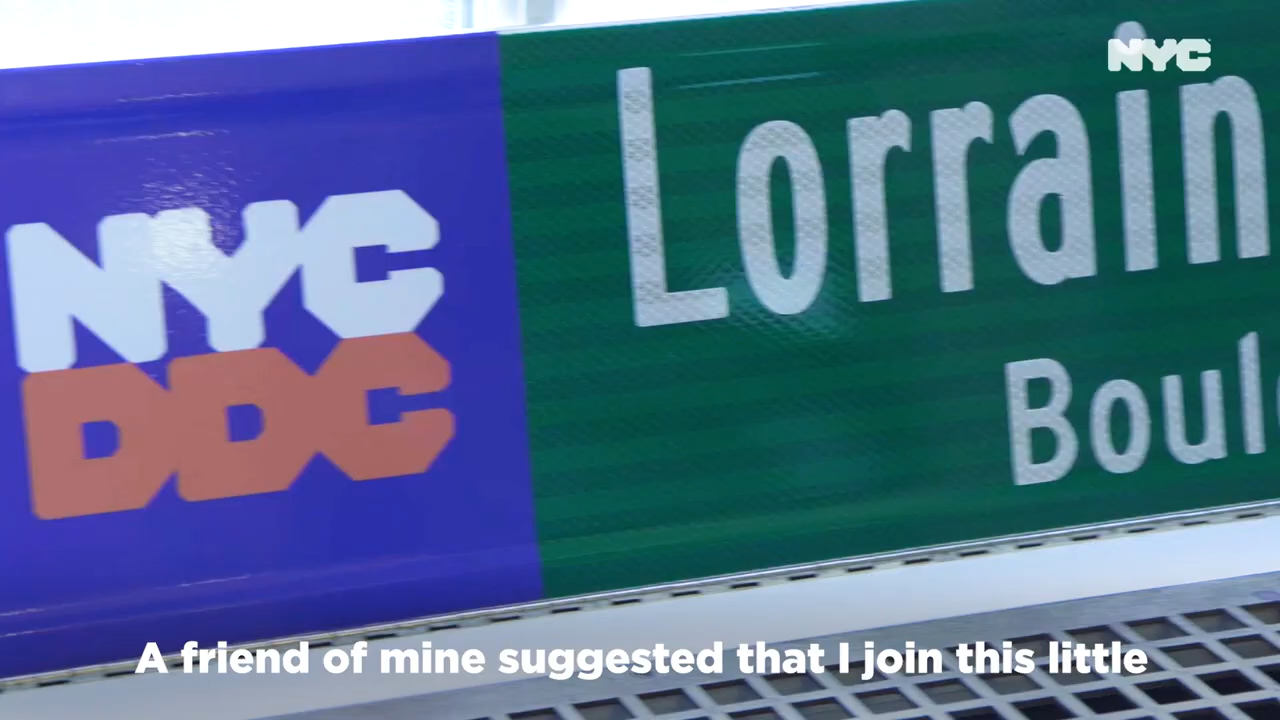 NYC
NYC
DDC
Lorrain
Boul
A friend of mine suggested that I join this little